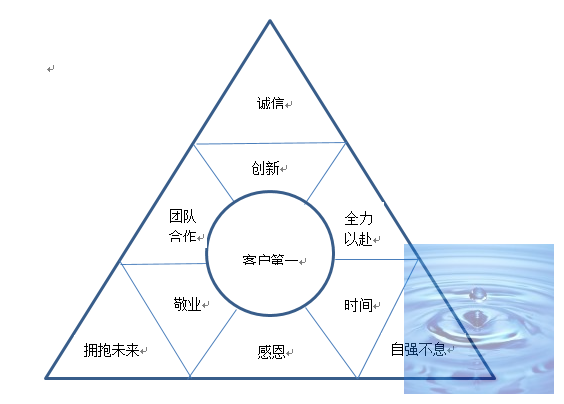 诚信
创新
团队
合作
全力
以赴
客户第一
敬业
时间
拥抱未来
感恩
自强不息